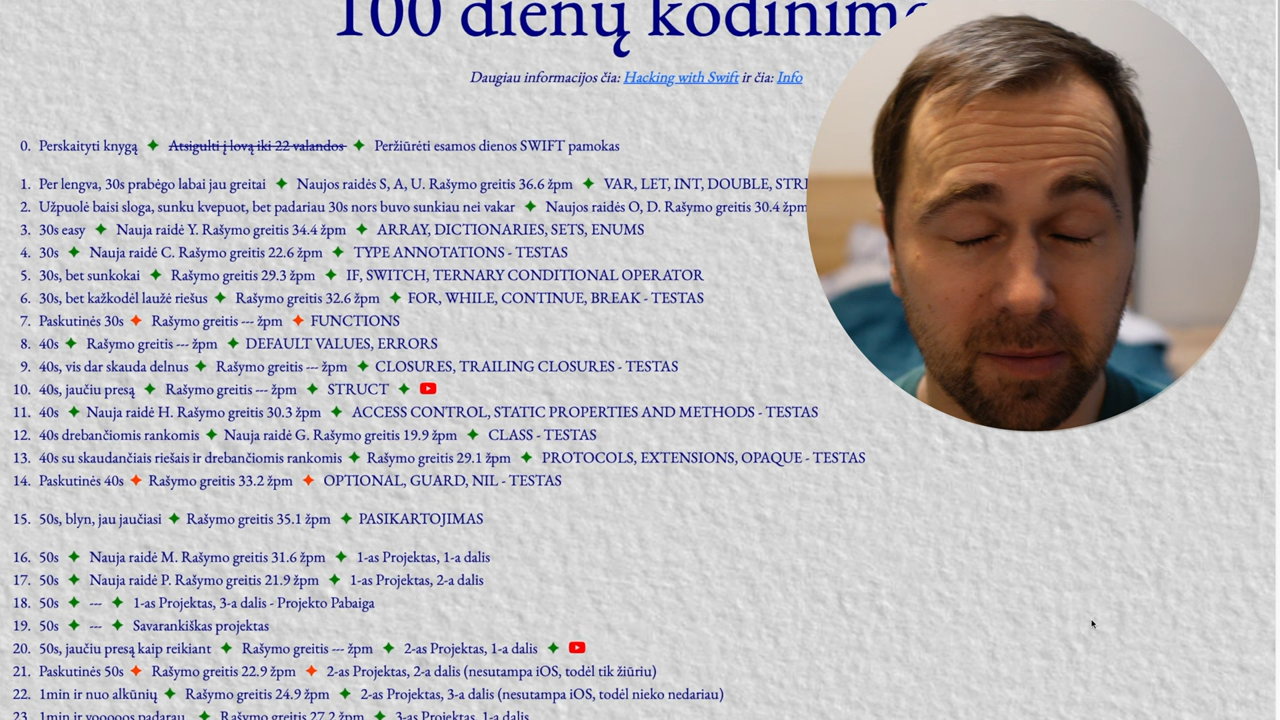 100 dienų kodinimo
Daugiau informacijos čia: Hacking with Swift ir čia: Info
0. Perskaityti knygą ✦ Atsigulti į lovą iki 22 valandos ✦ Peržiūrėti esamos dienos SWIFT pamokas
1. Per lengva, 30s prabėgo labai jau greitai ✦ Naujos raidės S, A, U. Rašymo greitis 36.6 žpm ✦ VAR, LET, INT, DOUBLE,
2. Užpuolė baisi sloga, sunku kvepuot, bet padariau 30s nors buvo sunkiau nei vakar ✦ Naujos raidės O, D. Rašymo greitis 30.4 žpm
3. 30s easy ✦ Nauja raidė Y. Rašymo greitis 34.4 žpm ✦ ARRAY, DICTIONARIES, SETS, ENUMS
4. 30s ✦ Nauja raidė C. Rašymo greitis 22.6 žpm ✦ TYPE ANNOTATIONS - TESTAS
5. 30s, bet sunkokai ✦ Rašymo greitis 29.3 žpm ✦ IF, SWITCH, TERNARY CONDITIONAL OPERATOR
6. 30s, bet kažkodėl laužė riešus ✦ Rašymo greitis 32.6 žpm ✦ FOR, WHILE, CONTINUE, BREAK - TESTAS
7. Paskutinės 30s ✦ Rašymo greitis --- žpm ✦ FUNCTIONS
8. 40s ✦ Rašymo greitis --- žpm ✦ DEFAULT VALUES, ERRORS
9. 40s, vis dar skauda delnus ✦ Rašymo greitis --- žpm ✦ CLOSURES, TRAILING CLOSURES - TESTAS
10. 40s, jaučiu presą ✦ Rašymo greitis --- žpm ✦ STRUCT ✦
11. 40s ✦ Nauja raidė H. Rašymo greitis 30.3 žpm ✦ ACCESS CONTROL, STATIC PROPERTIES AND METHODS - TESTAS
12. 40s drebančiomis rankomis ✦ Nauja raidė G. Rašymo greitis 19.9 žpm ✦ CLASS - TESTAS
13. 40s su skaudančiais riešais ir drebančiomis rankomis ✦ Rašymo greitis 29.1 žpm ✦ PROTOCOLS, EXTENSIONS, OPAQUE - TESTAS
14. Paskutinės 40s ✦ Rašymo greitis 33.2 žpm ✦ OPTIONAL, GUARD, NIL - TESTAS
15. 50s, blyn, jau jaučiasi ✦ Rašymo greitis 35.1 žpm ✦ PASIKARTOJIMAS
16. 50s ✦ Nauja raidė M. Rašymo greitis 31.6 žpm ✦ 1-as Projektas, 1-a dalis
17. 50s ✦ Nauja raidė P. Rašymo greitis 21.9 žpm ✦ 1-as Projektas, 2-a dalis
18. 50s ✦ --- ✦ 1-as Projektas, 3-a dalis - Projekto Pabaiga
19. 50s ✦ --- ✦ Savarankiškas projektas
20. 50s, jaučiu presą kaip reikiant ✦ Rašymo greitis --- žpm ✦ 2-as Projektas, 1-a dalis ✦
21. Paskutinės 50s ✦ Rašymo greitis 22.9 žpm ✦ 2-as Projektas, 2-a dalis (nesutampa iOS, todėl tik žiūriu)
22. 1min ir nuo alkūnių ✦ Rašymo greitis 24.9 žpm ✦ 2-as Projektas, 3-a dalis (nesutampa iOS, todėl nieko nedariau)
23. 1min ir vooooos padarau ✦ Rašymo greitis 27.2 žpm ✦ 3-as Projektas, 1-a dalis